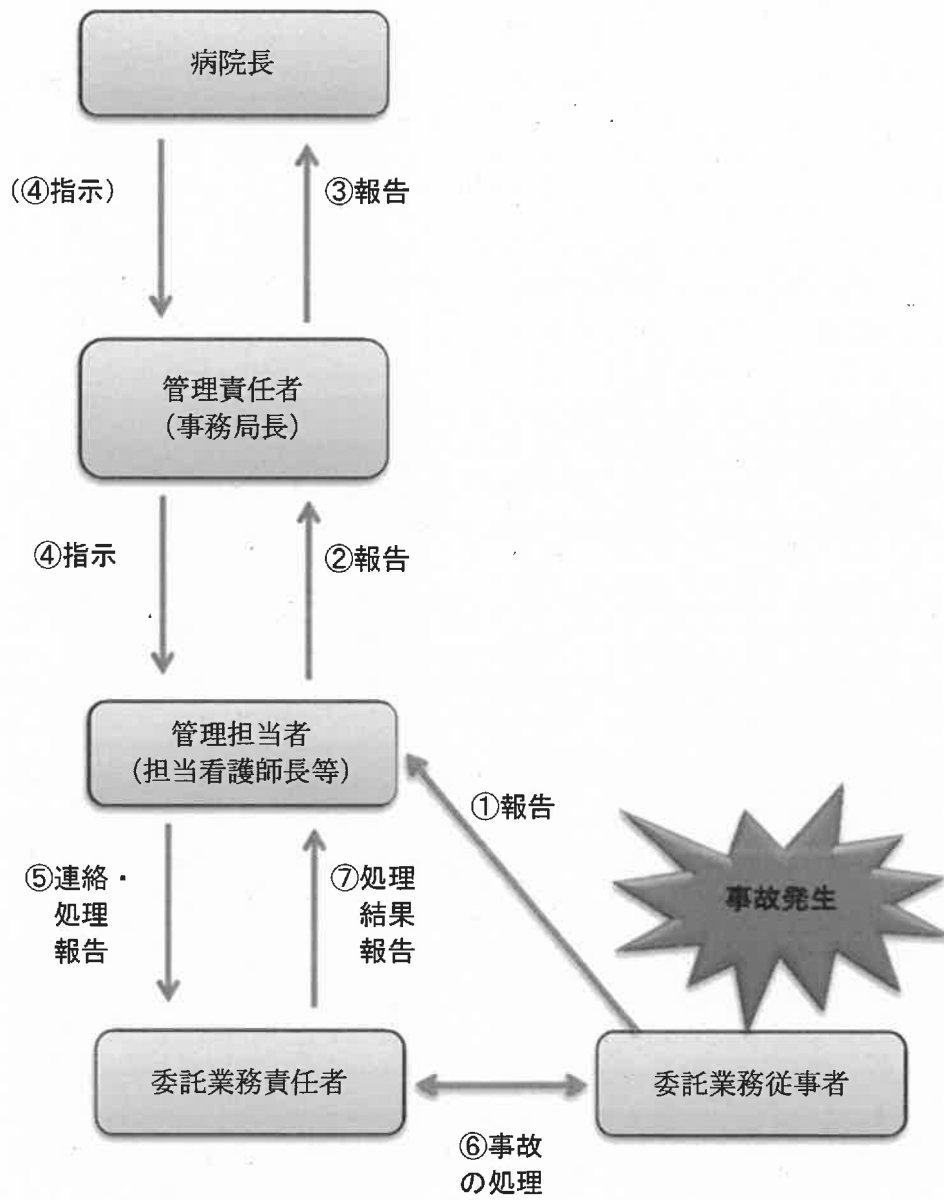 病院長
(④指示)
③報告
管理責任者
(事務局長)
④指示
②報告
管理担当者
(担当看護師長等)
①報告
事故発生
⑤連絡・
処理
報告
⑦処理
結果
報告
委託業務責任者
委託業務従事者
⑥事故
の処理